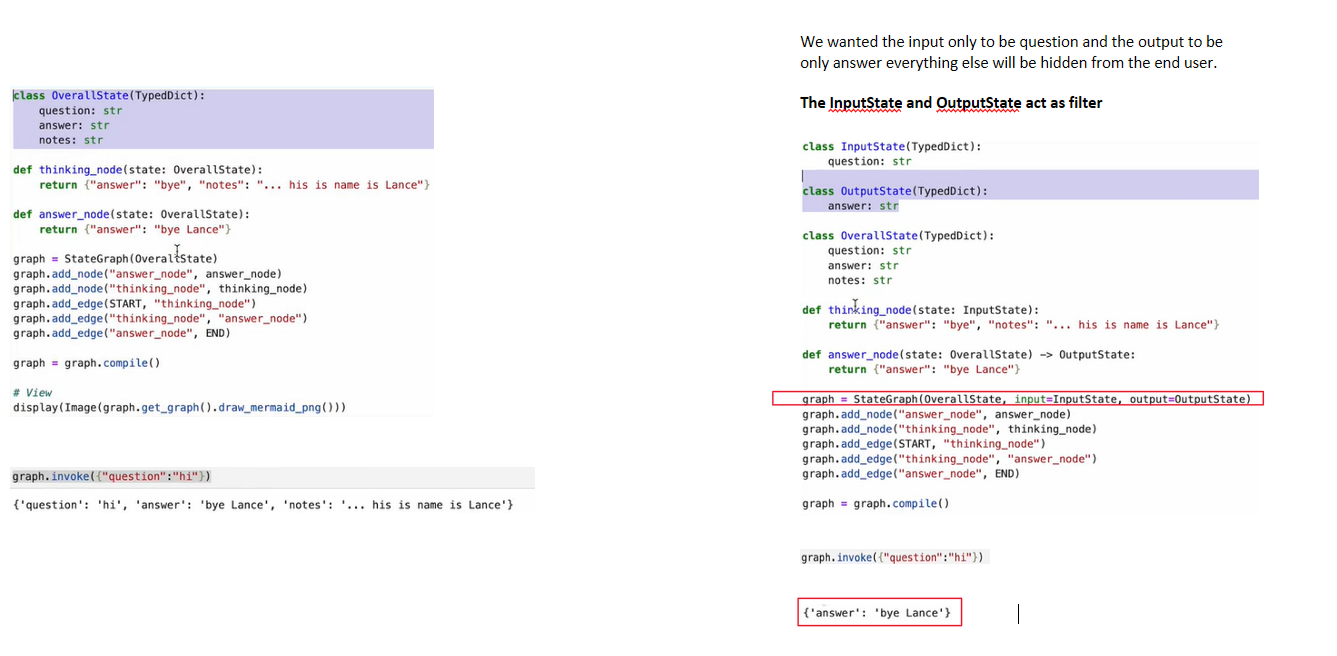 class OverallState(TypedDict):
    question: str
    answer: str
    notes: str
def thinking_node(state: OverallState):
    return {"answer": "bye", "notes": "... his is name is Lance"}
def answer_node(state: OverallState):
    return {"answer": "bye Lance"}
graph = StateGraph(OverallState)
graph.add_node("answer_node", answer_node)
graph.add_node("thinking_node", thinking_node)
graph.add_edge(START, "thinking_node")
graph.add_edge("thinking_node", "answer_node")
graph.add_edge("answer_node", END)
graph = graph.compile()
# View
display(Image(graph.get_graph().draw_mermaid_png()))
graph.invoke({"question":"hi"})
{'question': 'hi', 'answer': 'bye Lance', 'notes': '... his is name is Lance'}
We wanted the input only to be question and the output to be
only answer everything else will be hidden from the end user.
The InputState and OutputState act as filter
class InputState(TypedDict):
    question: str
class OutputState(TypedDict):
    answer: str
class OverallState(TypedDict):
    question: str
    answer: str
    notes: str
def thinking_node(state: InputState):
    return {"answer": "bye", "notes": "... his is name is Lance"}
def answer_node(state: OverallState) -> OutputState:
    return {"answer": "bye Lance"}
graph = StateGraph(OverallState, input=InputState, output=OutputState)
graph.add_node("answer_node", answer_node)
graph.add_node("thinking_node", thinking_node)
graph.add_edge(START, "thinking_node")
graph.add_edge("thinking_node", "answer_node")
graph.add_edge("answer_node", END)
graph = graph.compile()
graph.invoke({"question":"hi"})
{'answer': 'bye Lance'}